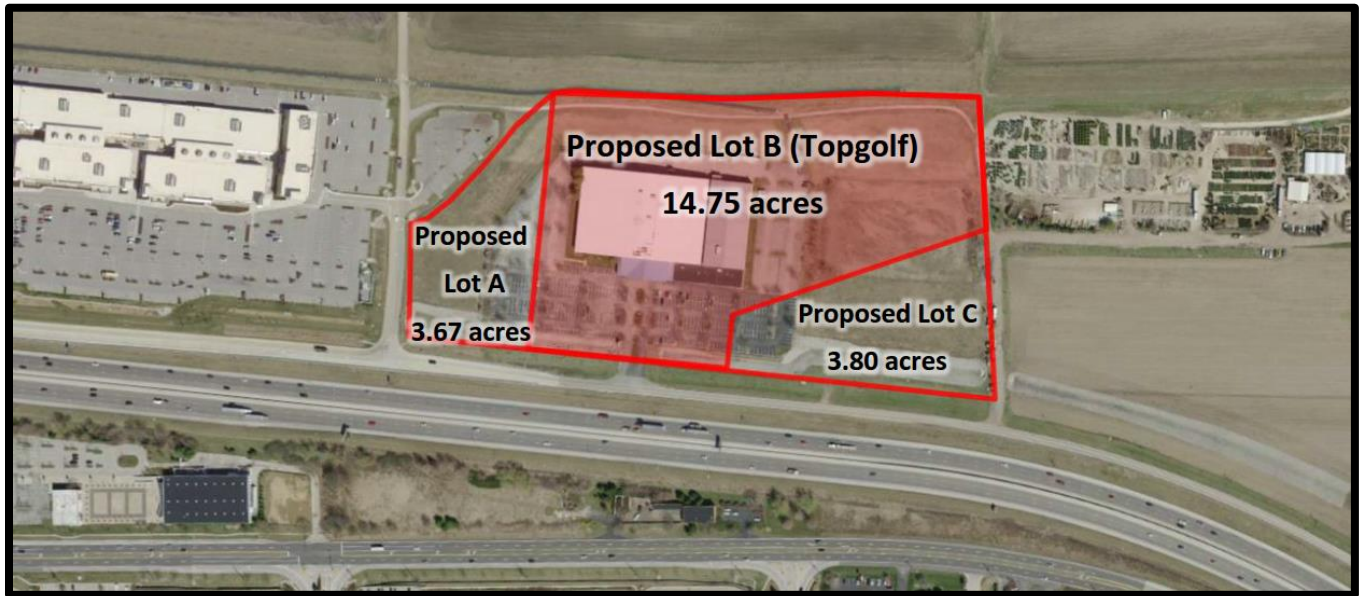 Proposed Lot B (Topgolf)
14.75 acres
Proposed
Lot A
3.67 acres
Proposed Lot C
3.80 acres